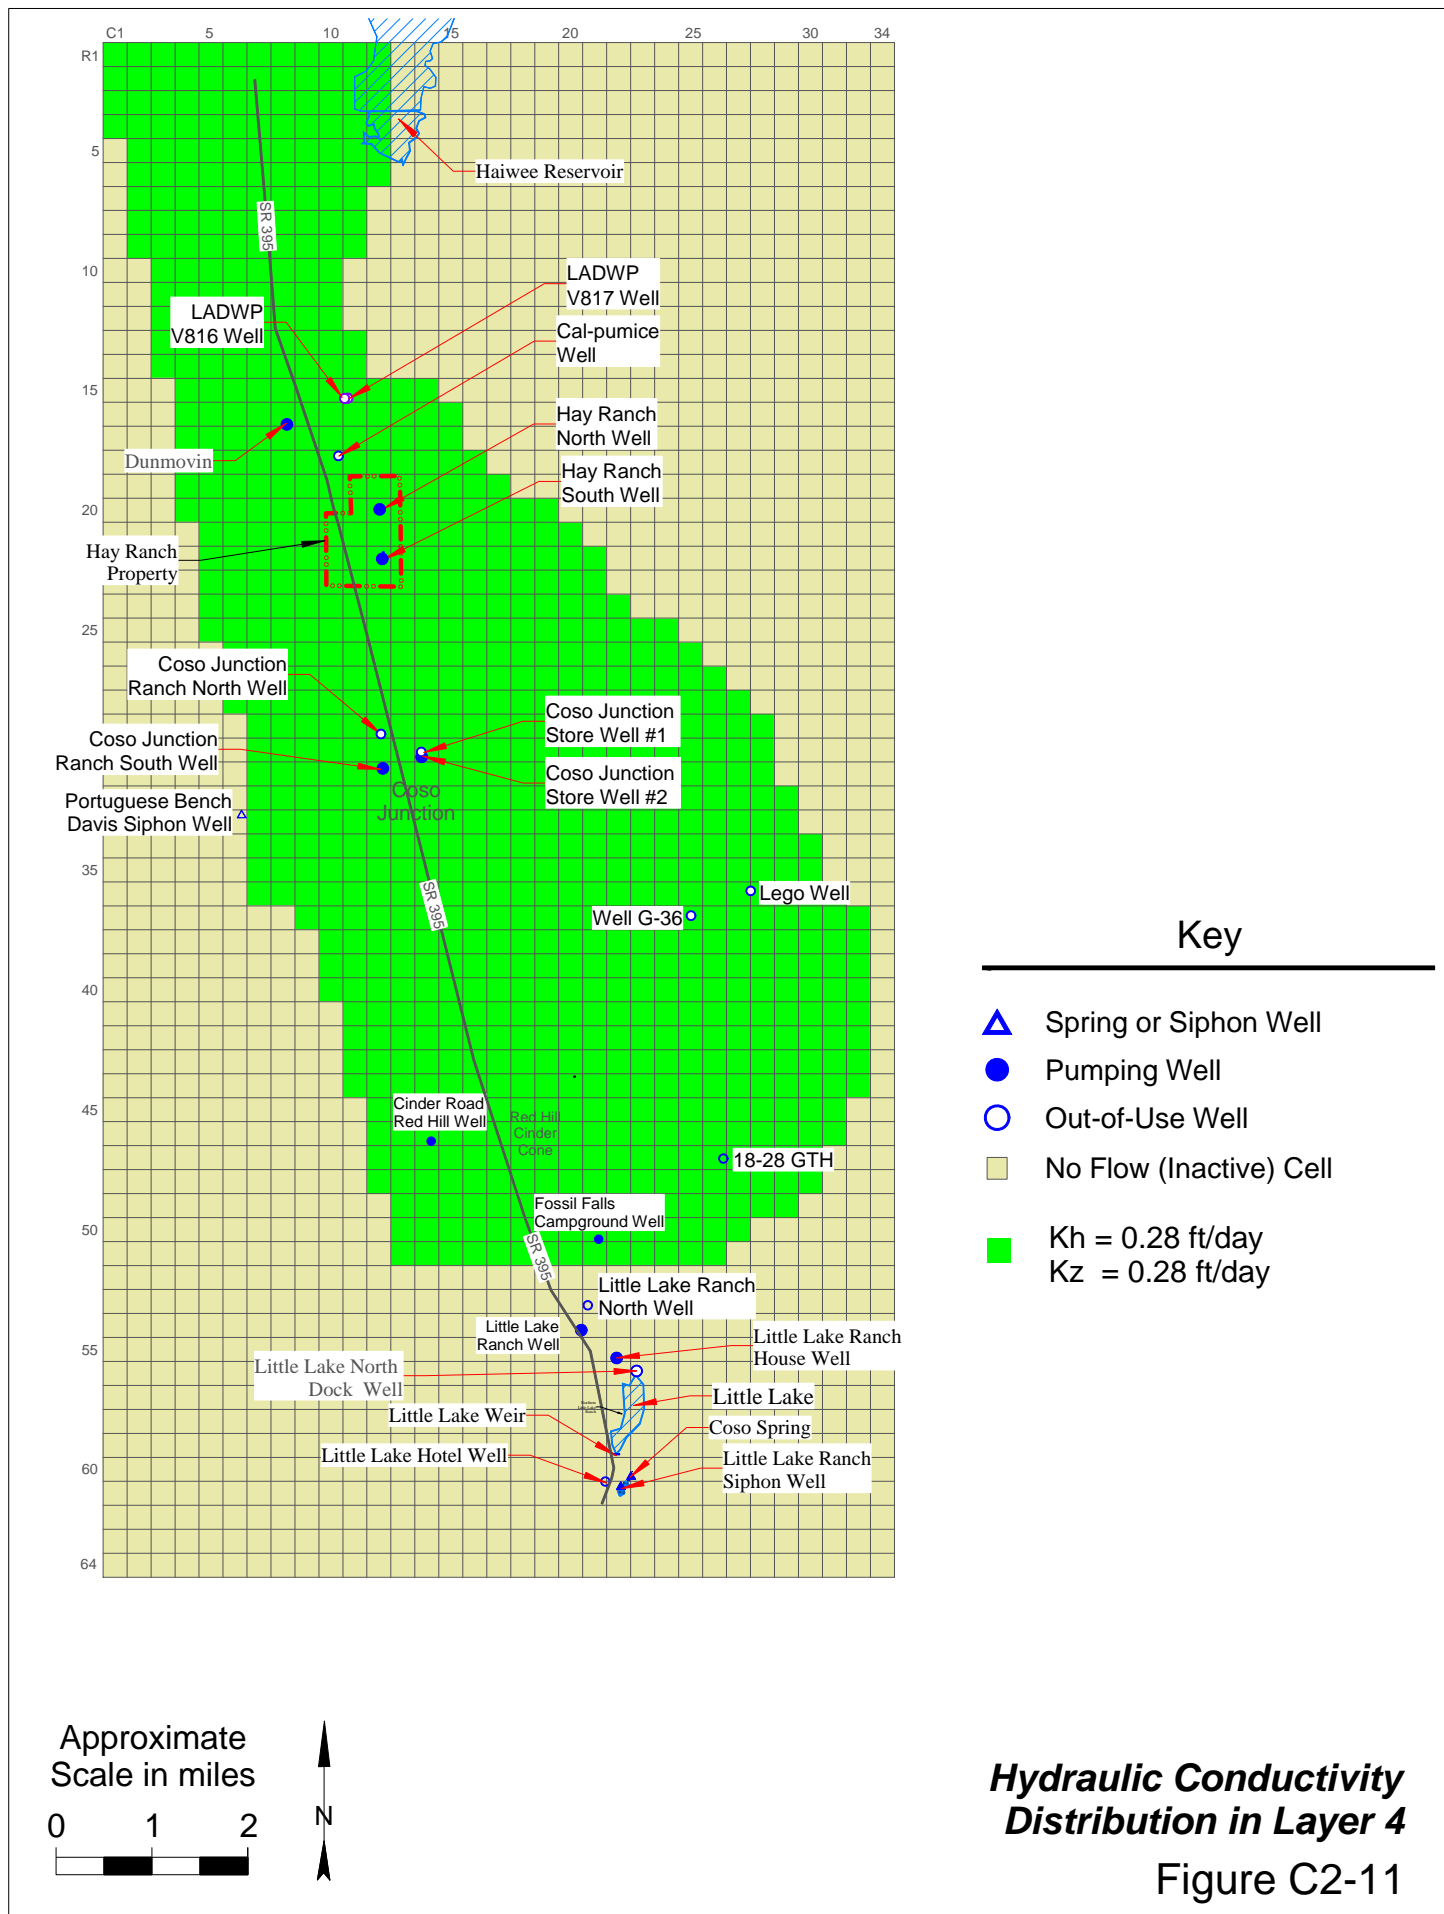 C1 5 10 15 20 25 30 34
R1
5
Haiwee Reservoir
SR 395
10
LADWP
V817 Well
LADWP
V816 Well
Cal-pumice
Well
15
Hay Ranch
North Well
Dunmovin
Hay Ranch
South Well
20
Hay Ranch
Property
25
Coso Junction
Ranch North Well
Coso Junction
Store Well #1
Coso Junction
Ranch South Well
Coso Junction
Store Well #2
Coso
Junction
Portuguese Bench
Davis Siphon Well
35
SR 395
Lego Well
Well G-36
40
45
Cinder Road
Red Hill Well
Red Hill
Cinder
Cone
18-28 GTH
50
Fossil Falls
Campground Well
SR 395
Little Lake Ranch
North Well
Little Lake
Ranch Well
55
Little Lake Ranch
House Well
Little Lake North
Dock Well
Little Lake
Little Lake Weir
Coso Spring
Little Lake Hotel Well
Little Lake Ranch
Siphon Well
60
64
Key
Spring or Siphon Well
Pumping Well
Out-of-Use Well
No Flow (Inactive) Cell
Kh = 0.28 ft/day
Kz = 0.28 ft/day
Approximate
Scale in miles
0 1 2
N
Hydraulic Conductivity
Distribution in Layer 4
Figure C2-11